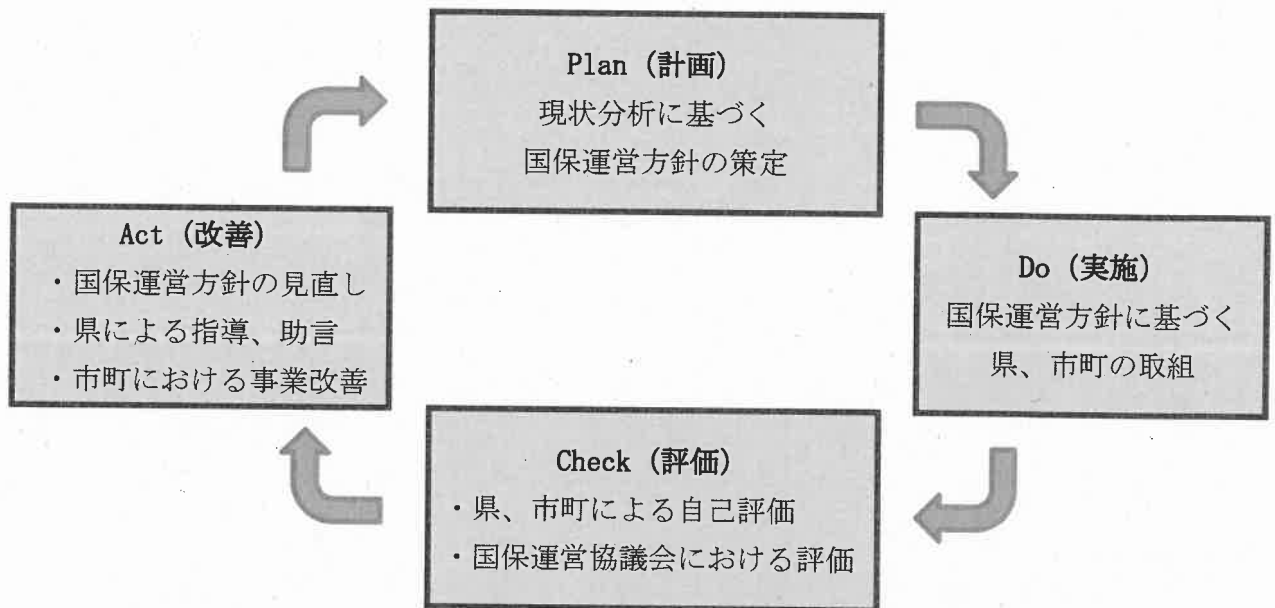 Plan (計画)
現状分析に基づく
国保運営方針の策定
Do (実施)
国保運営方針に基づく
県、市町の取組
Check (評価)
・県、市町による自己評価
・国保運営協議会における評価
Act (改善)
・国保運営方針の見直し
・県による指導、助言
・市町における事業改善